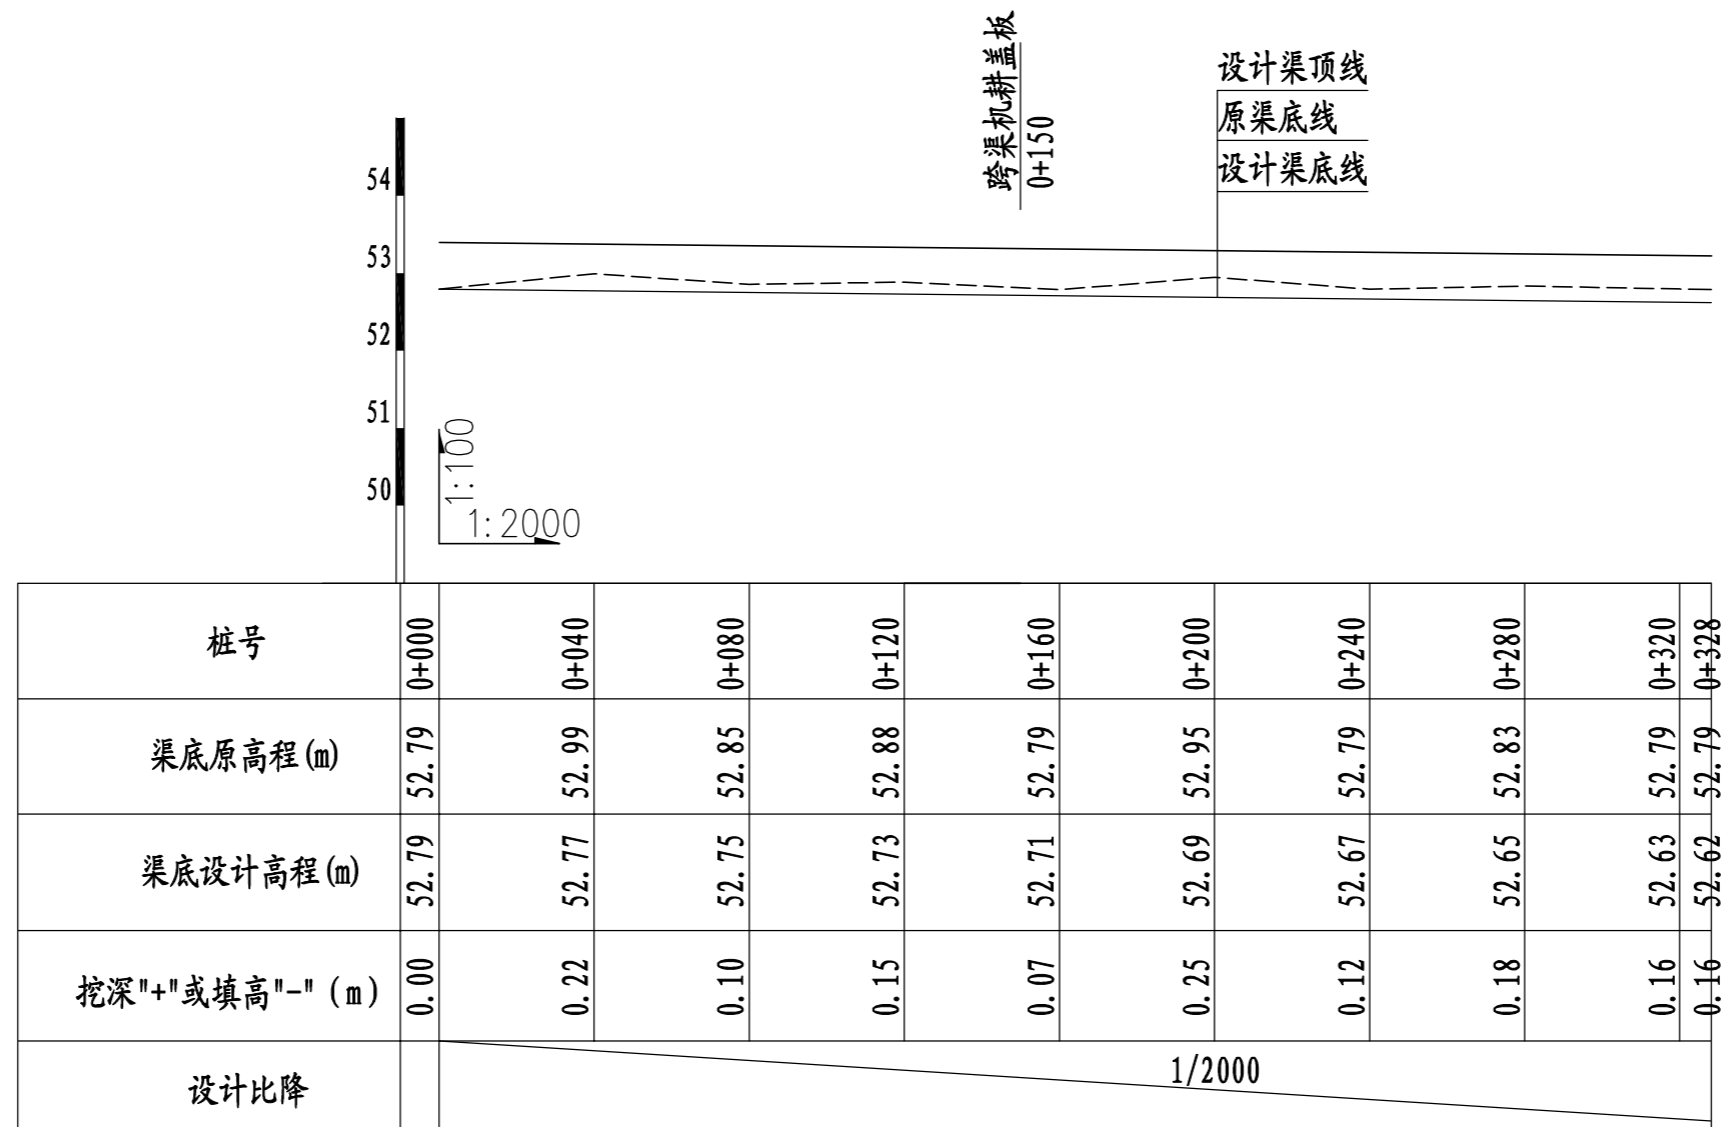 跨渠机耕盖板
0+150
设计渠顶线
原渠底线
设计渠底线
54
53
52
51
50
1:100
1:2000
桩号 0+000 0+040 0+080 0+120 0+160 0+200 0+240 0+280 0+320 0+328
渠底原高程(m) 52.79 52.99 52.85 52.88 52.79 52.95 52.79 52.83 52.79 52.79
渠底设计高程(m) 52.79 52.77 52.75 52.73 52.71 52.69 52.67 52.65 52.63 52.62
挖深"+"或填高"-"(m) 0.00 0.22 0.10 0.15 0.07 0.25 0.12 0.18 0.16 0.16
设计比降 1/2000